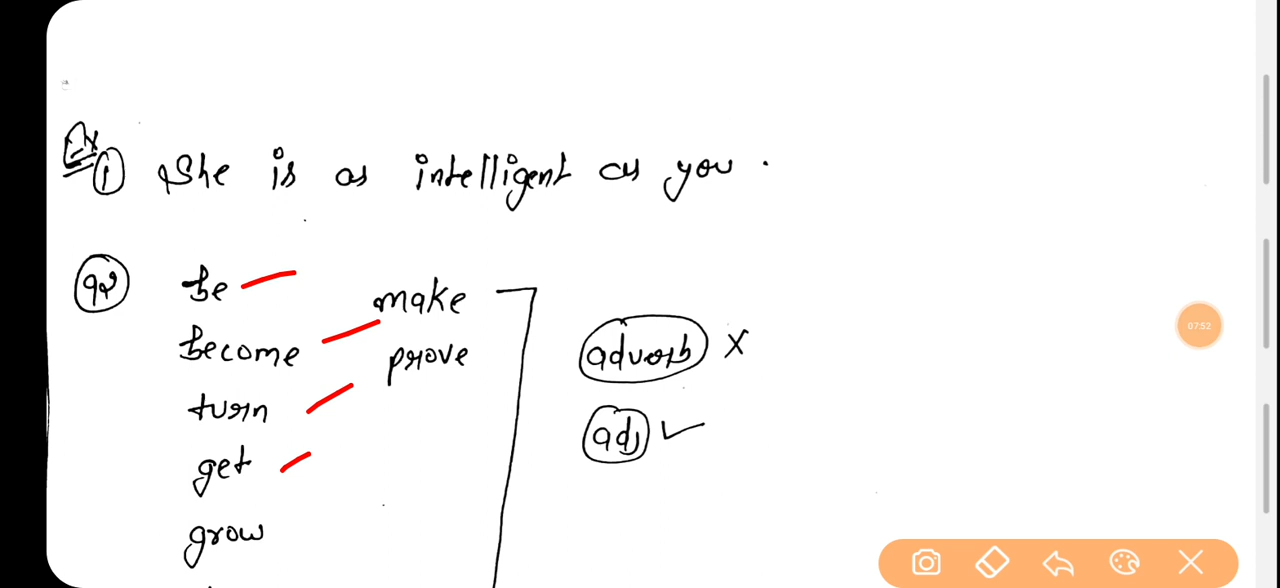 Ex
① She is as intelligent as you .
92 be
make
become
prove
adverb X
turn
adj ✓
get
grow
07:52